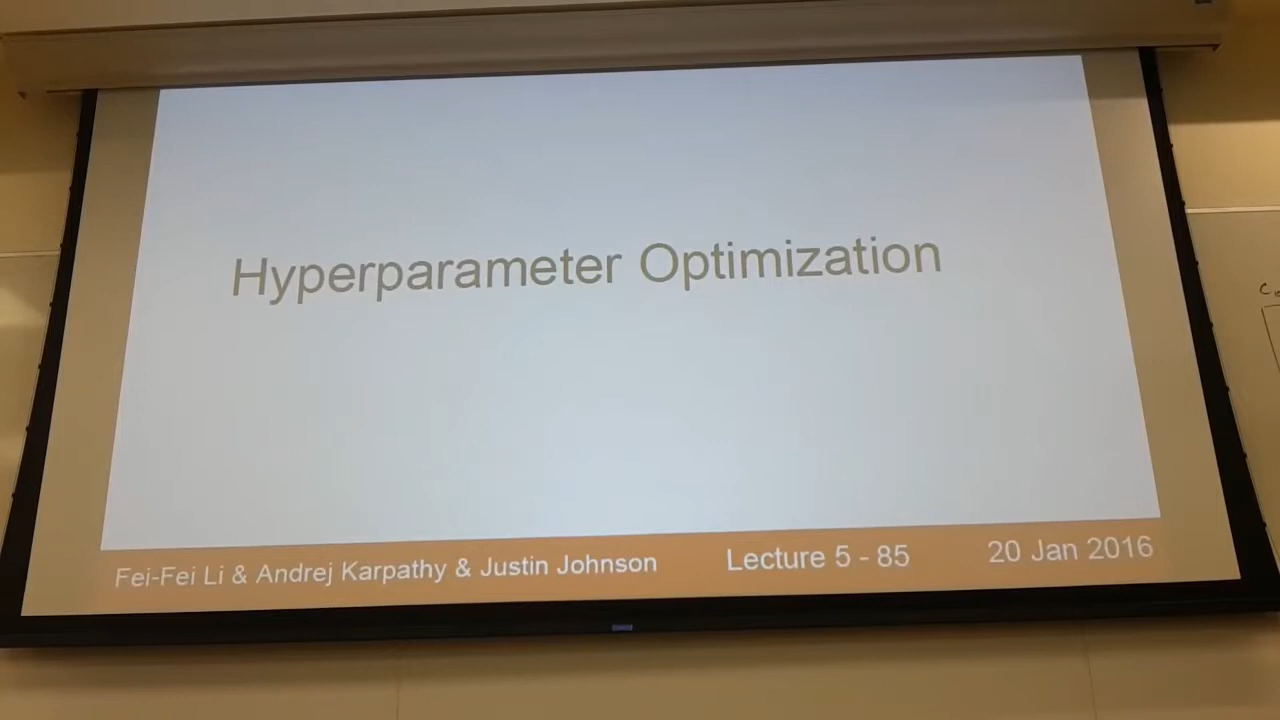 Hyperparameter Optimization
Fei-Fei Li & Andrej Karpathy & Justin Johnson
Lecture 5 - 85
20 Jan 2016